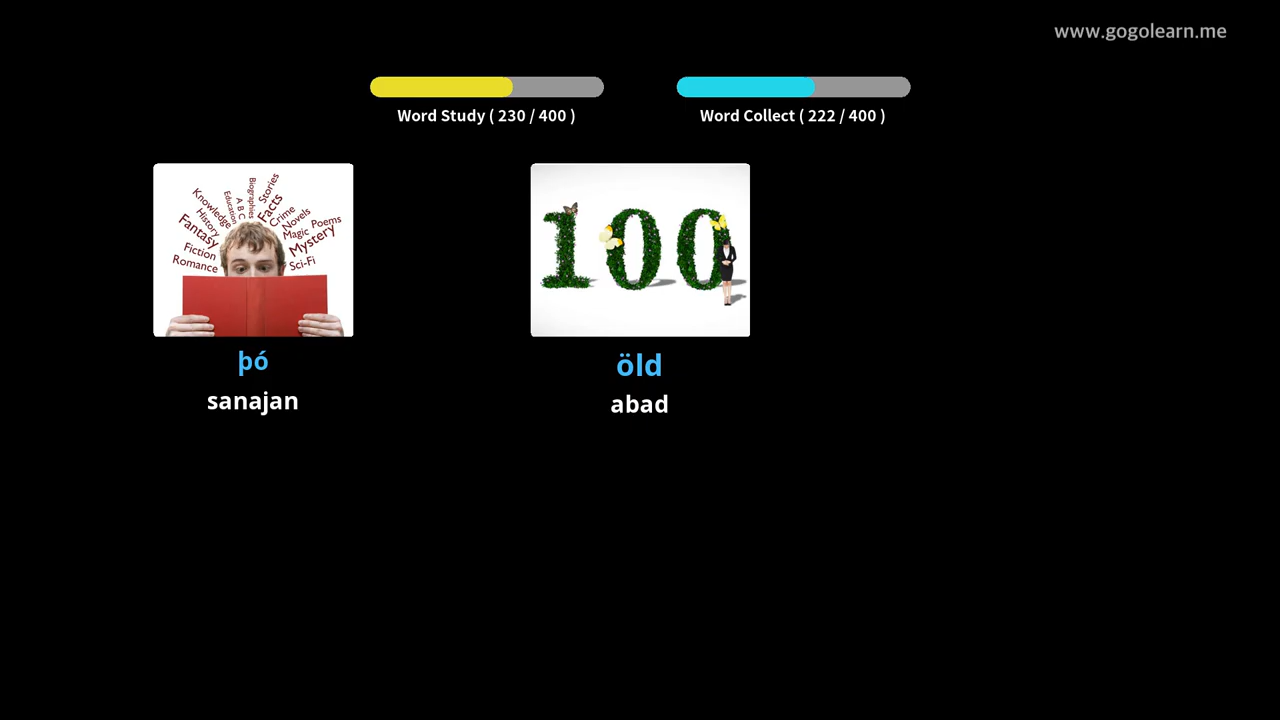 www.gogolearn.me
Word Study ( 230 / 400 )
Word Collect ( 222 / 400 )
Knowledge
History
Fantasy
Fiction
Romance
Education
A B C
Biographies
Stories
Facts
Crime
Novels
Magic
Poems
Mystery
Sci-Fi
100
þó
sanajan
öld
abad